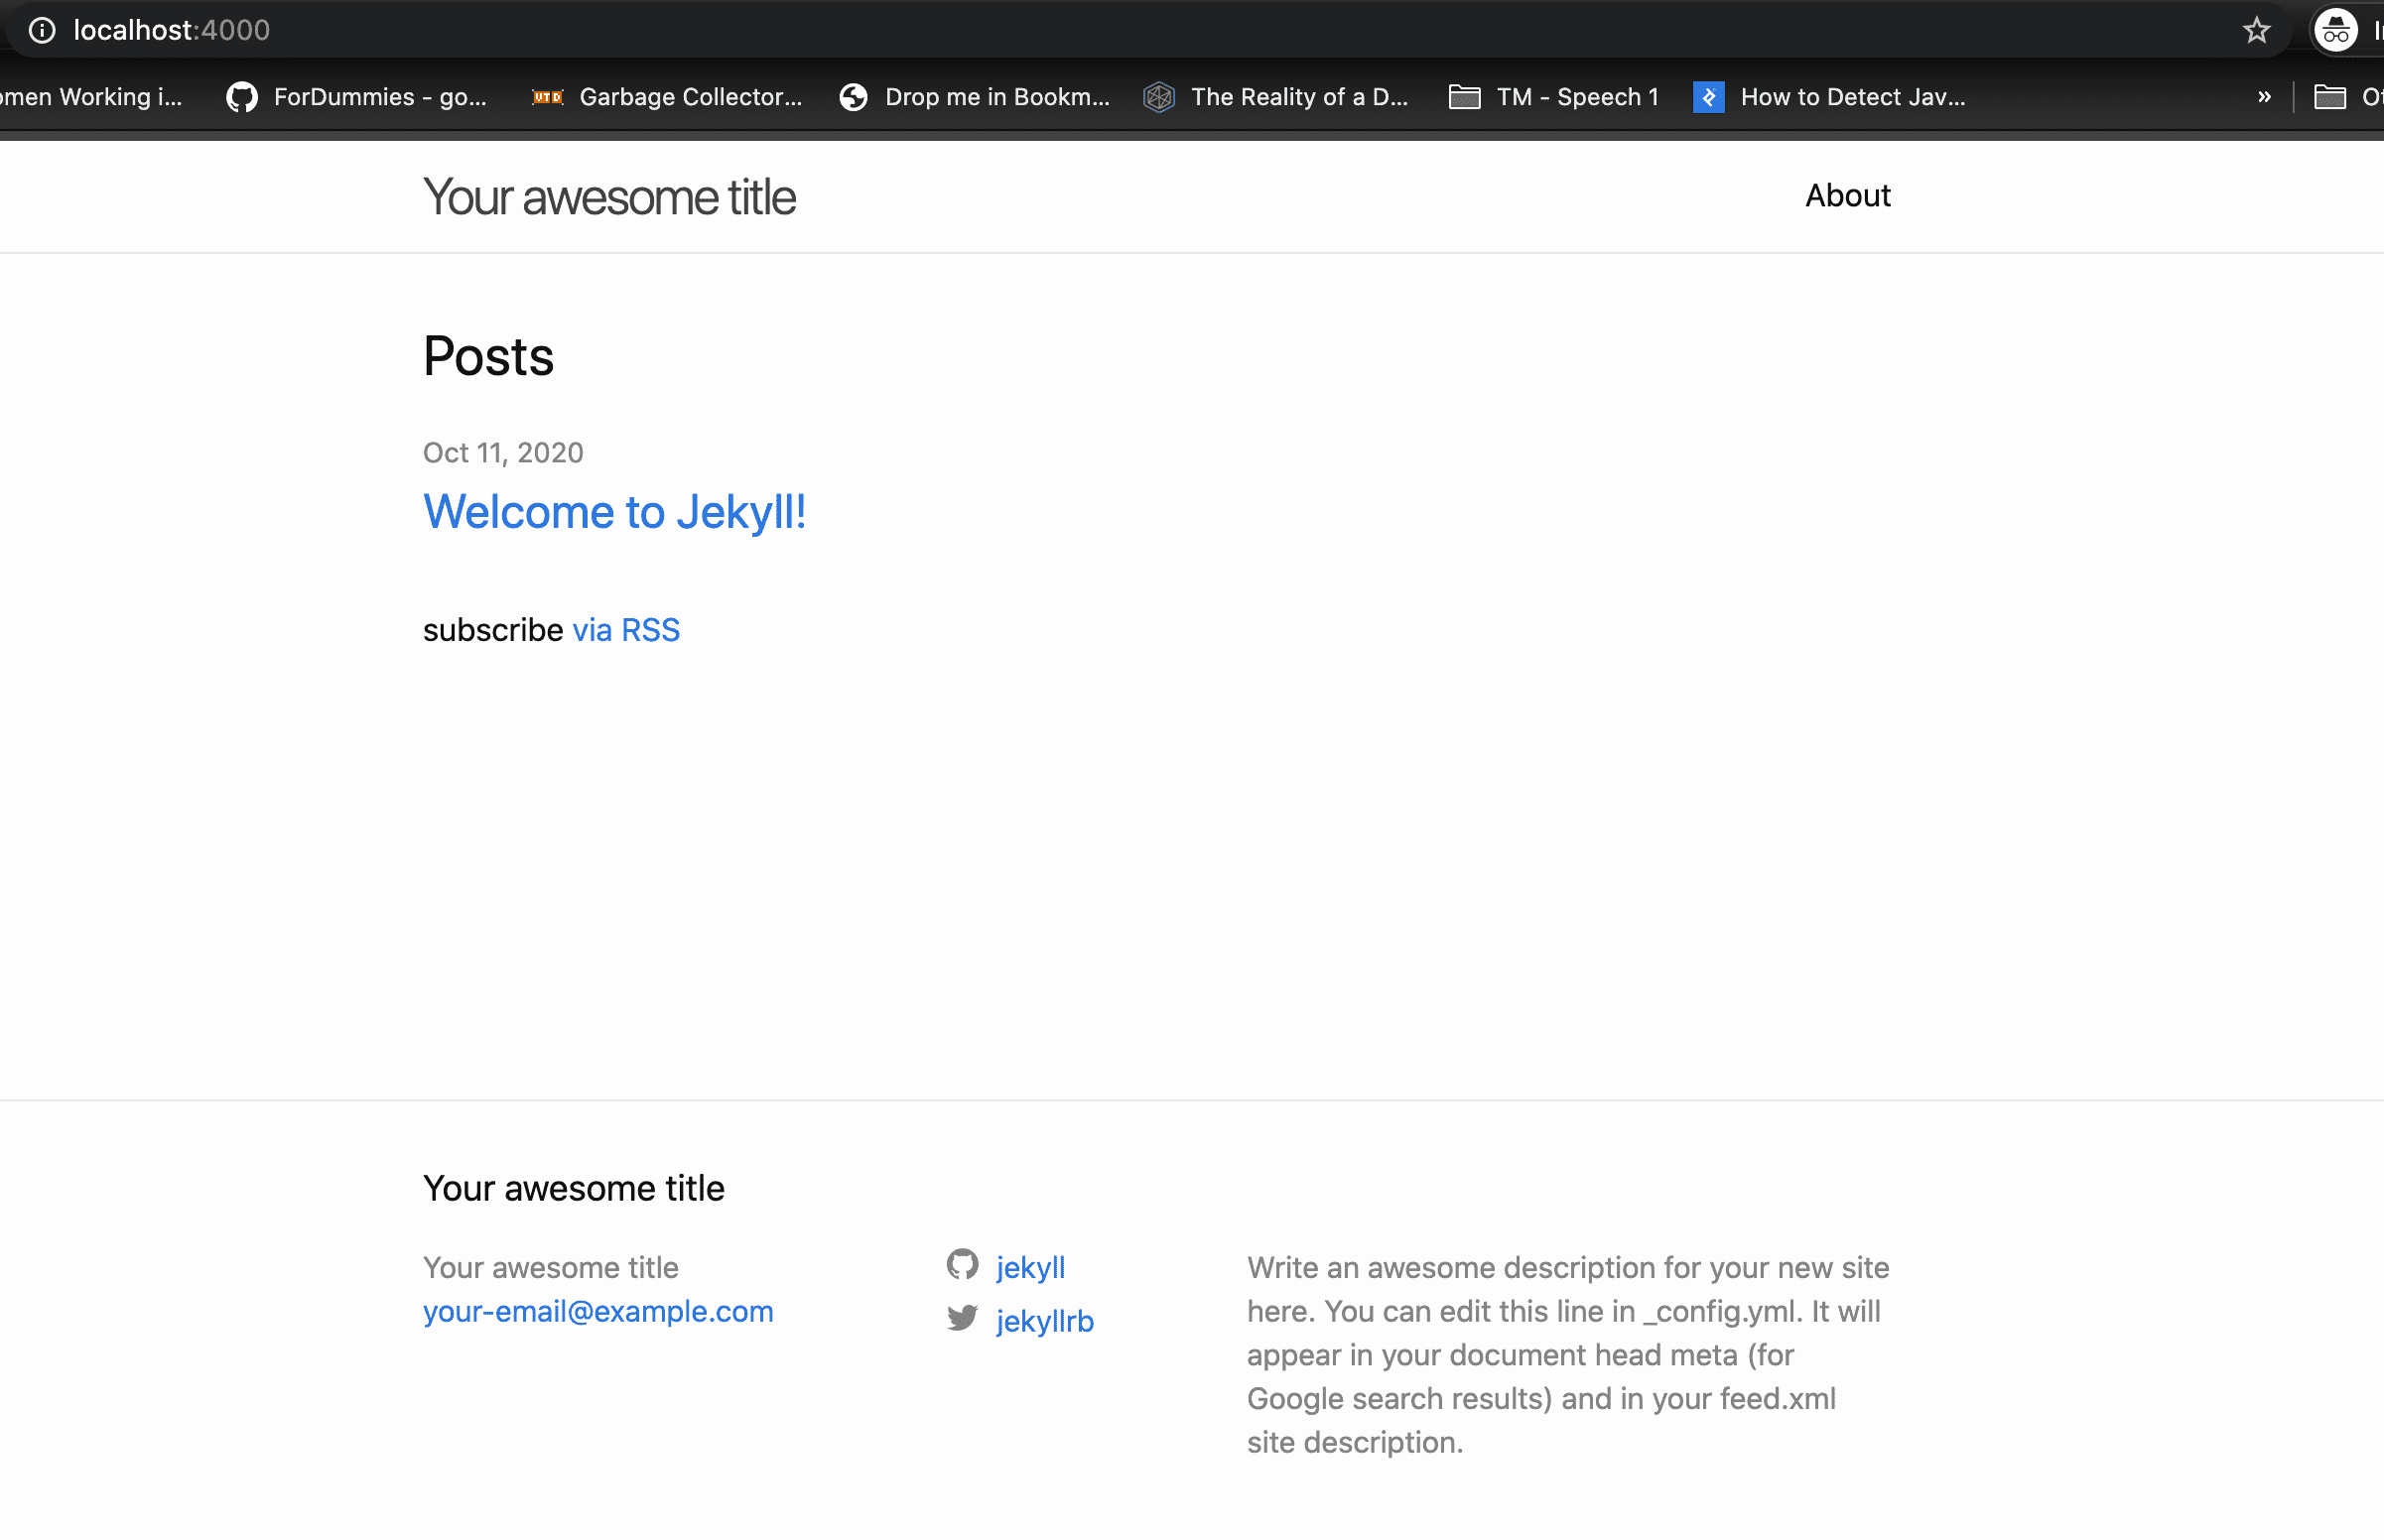 localhost:4000
omen Working i... ForDummies - go... UTD Garbage Collector... Drop me in Bookm... The Reality of a D... TM - Speech 1 How to Detect Jav... »
Your awesome title About
Posts
Oct 11, 2020
Welcome to Jekyll!
subscribe via RSS
Your awesome title
Your awesome title
your-email@example.com
jekyll
jekyllrb
Write an awesome description for your new site
here. You can edit this line in _config.yml. It will
appear in your document head meta (for
Google search results) and in your feed.xml
site description.